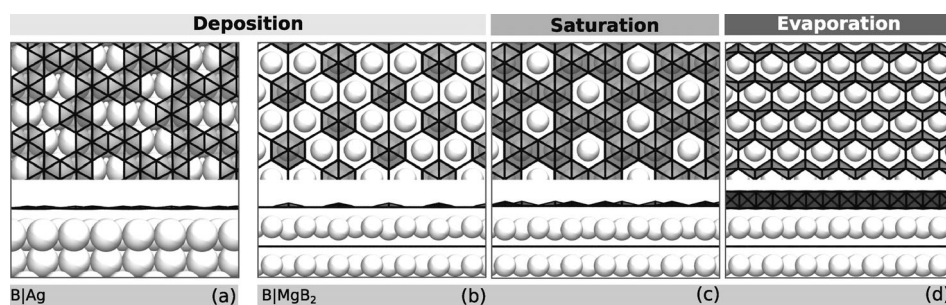 Deposition Saturation Evaporation
B|Ag (a) B|MgB₂ (b) (c) (d)